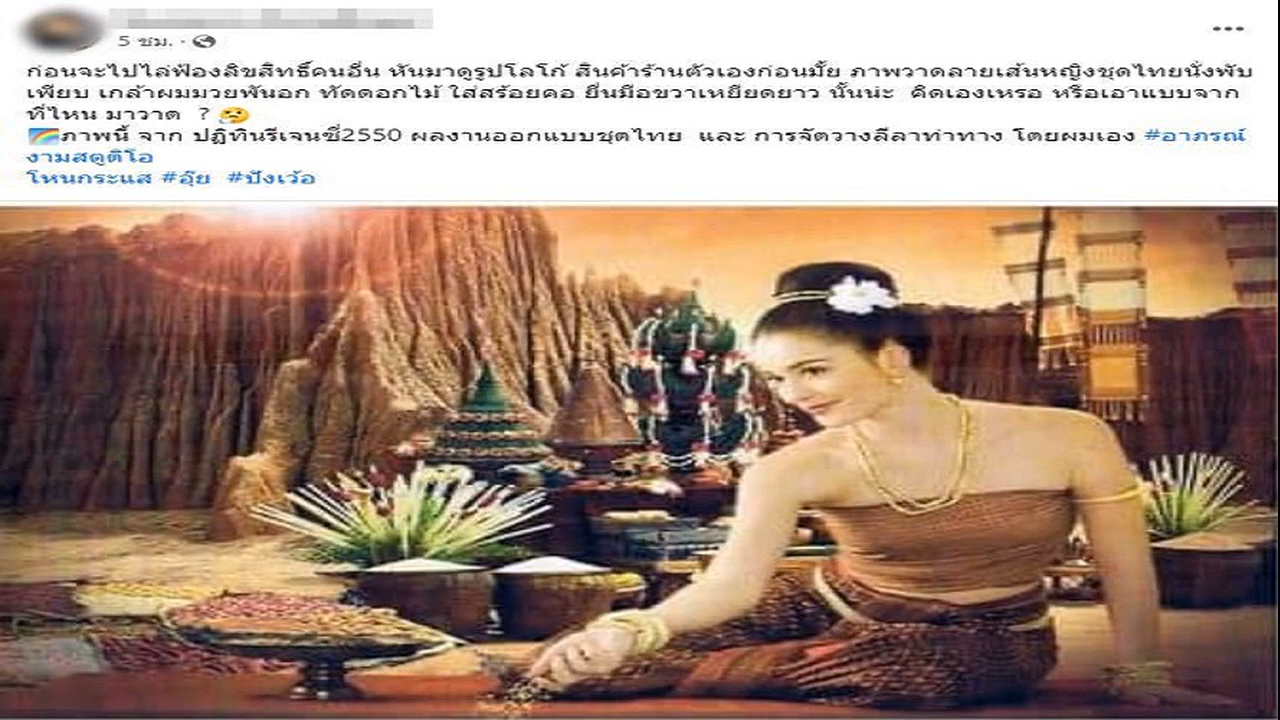 5 ชม. ·
ก่อนจะไปไล่ฟ้องลิขสิทธิ์คนอื่น หันมาดูรูปโลโก้ สินค้าร้านตัวเองก่อนมั้ย ภาพวาดลายเส้นหญิงชุดไทยนั่งพับ
เพียบ เกล้าผมมวยพันอก ทัดดอกไม้ ใส่สร้อยคอ ยื่นมือขวาเหยียดยาว นั้นน่ะ คิดเองเหรอ หรือเอาแบบจาก
ที่ไหน มาวาด ? 🤔
🌈ภาพนี้ จาก ปฏิทินรีเจนซี่2550 ผลงานออกแบบชุดไทย และ การจัดวางลีลาท่าทาง โดยผมเอง #อาภรณ์
งามสตูดิโอ
โหนกระแส #อุ๊ย #ปังเว้อ